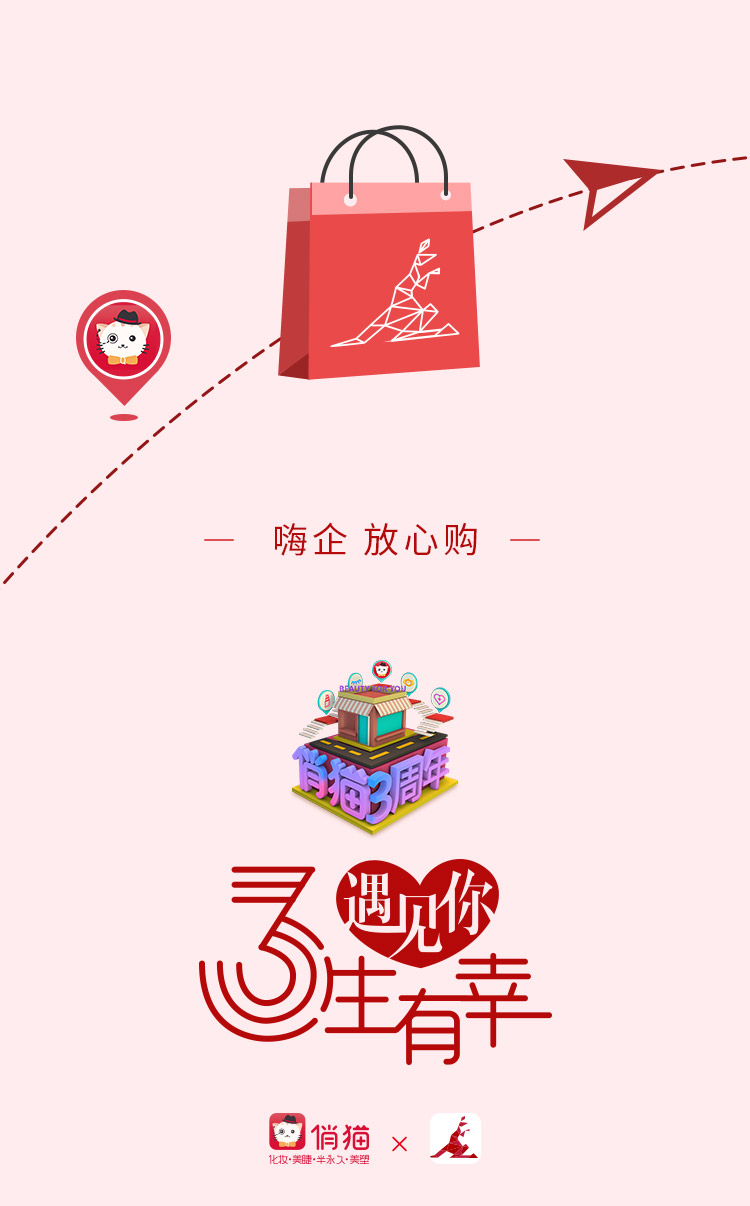 — 嗨企 放心购 —
BEAUTY FOR YOU
俏猫3周年
遇见你
3生有幸
俏猫 ×
化妆·美睫·半永久·美塑